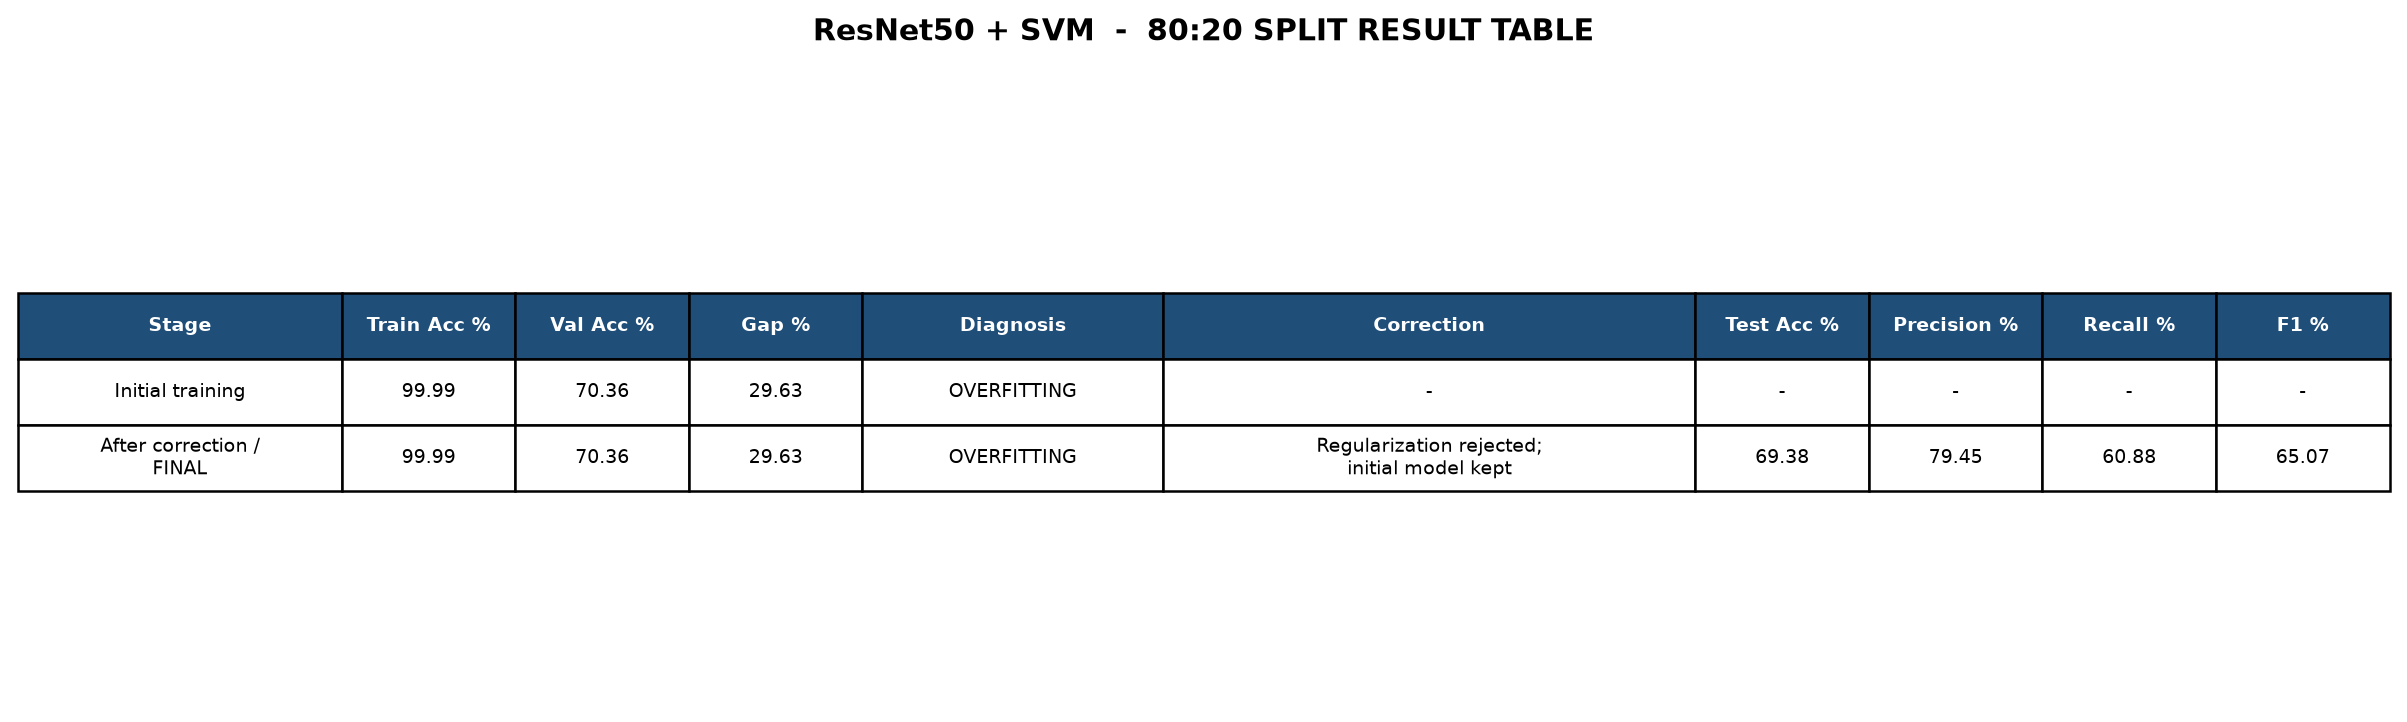 ResNet50 + SVM  -  80:20 SPLIT RESULT TABLE
Stage Train Acc % Val Acc % Gap % Diagnosis Correction Test Acc % Precision % Recall % F1 %
Initial training 99.99 70.36 29.63 OVERFITTING - - - - -
After correction /
FINAL 99.99 70.36 29.63 OVERFITTING Regularization rejected;
initial model kept 69.38 79.45 60.88 65.07